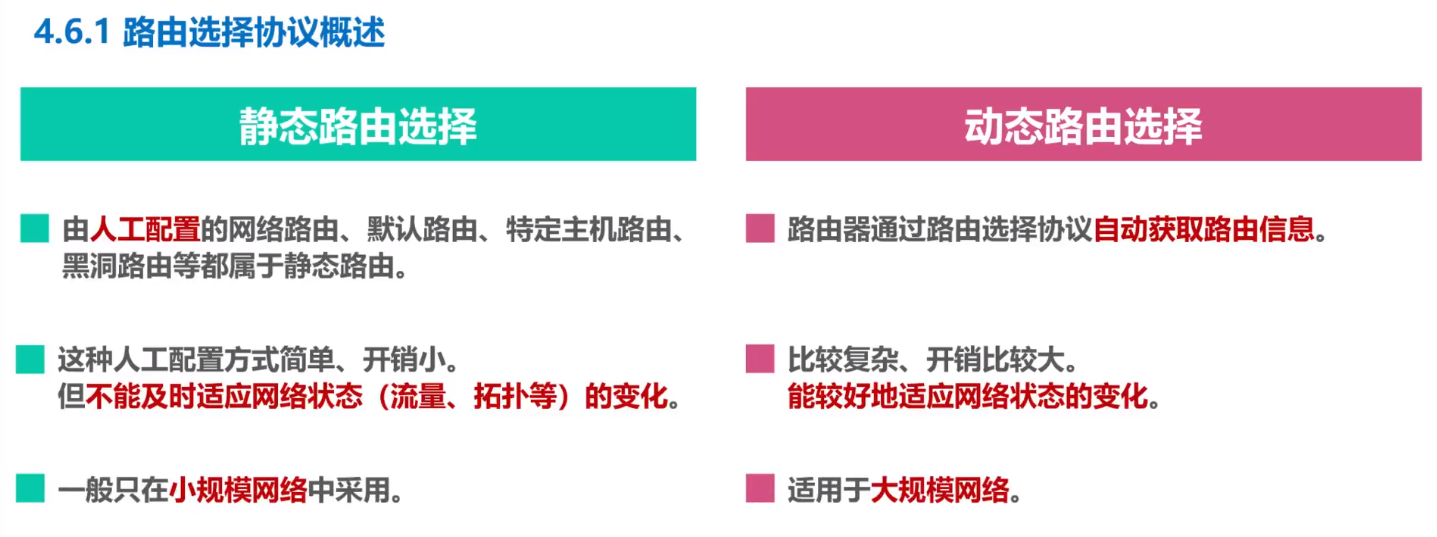 4.6.1 路由选择协议概述
静态路由选择
由人工配置的网络路由、默认路由、特定主机路由、
黑洞路由等都属于静态路由。
这种人工配置方式简单、开销小。
但不能及时适应网络状态（流量、拓扑等）的变化。
一般只在小规模网络中采用。
动态路由选择
路由器通过路由选择协议自动获取路由信息。
比较复杂、开销比较大。
能较好地适应网络状态的变化。
适用于大规模网络。